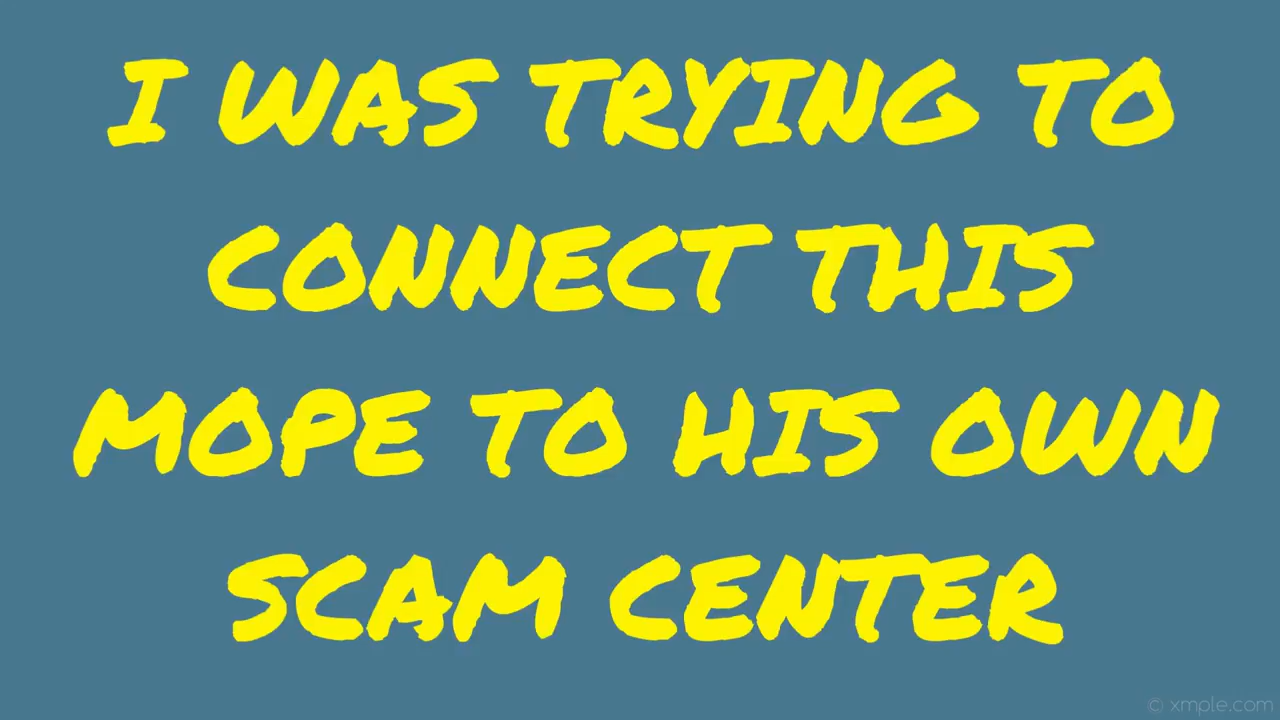 I WAS TRYING TO
CONNECT THIS
MOPE TO HIS OWN
SCAM CENTER
© xmple.com